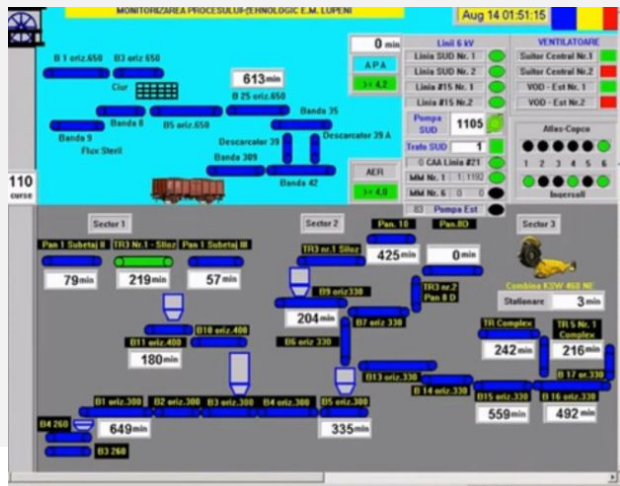 MONITORIZAREA PROCESULUI TEHNOLOGIC E.M. LUPENI
Aug 14 01:51:15
0 min
APA
>= 4.2
Linii 6 kV
Linia SUD Nr. 1
Linia SUD Nr. 2
Linia #15 Nr. 1
Linia #15 Nr.2
Pompa SUD 1105
Trafo SUD 1
0 CAA Linia #21
MM Nr. 1
MM Nr. 6 0 0
83 Pompa Est
VENTILATOARE
Suitor Central Nr.1
Suitor Central Nr.2
VOD - Est Nr.1
VOD - Est Nr.2
Atlas-Copco
1 2 3 4 5 6
Ingersoll
B 1 oriz.650
B3 oriz 650
613 min
Ciur
B 25 oriz.650
Banda 8
B5 oriz.650
Banda 35
Banda 9
Flux Steril
Descarcator 39
Descarcator 39 A
Banda 309
Banda 42
AER
>= 4.0
110
curse
Sector 1
Sector 2
Sector 3
Pan 1 Subetaj II
TR3 Nr.1 - Siloz
Pan 1 Subetaj III
79 min
219 min
57 min
TR3 nr.1 Siloz
Pan. 10
425 min
Pan.8D
0 min
TR3 nr.2
Pan 8 D
Combina KSW 460 NE
Stationare 3 min
B9 oriz330
204 min
B7 oriz 330
B6 oriz 330
B10 oriz.400
B11 oriz.400
180 min
TR Complex
242 min
TR 5 Nr. 1
Complex
216 min
B13 oriz.330
B 14 oriz.330
B15 oriz.330
559 min
B 17 or.330
B 16 oriz.330
492 min
B1 oriz.300
B2 oriz.300
B3 oriz.300
B4 oriz.300
B5 oriz.300
649 min
335 min
B4 260
B3 260